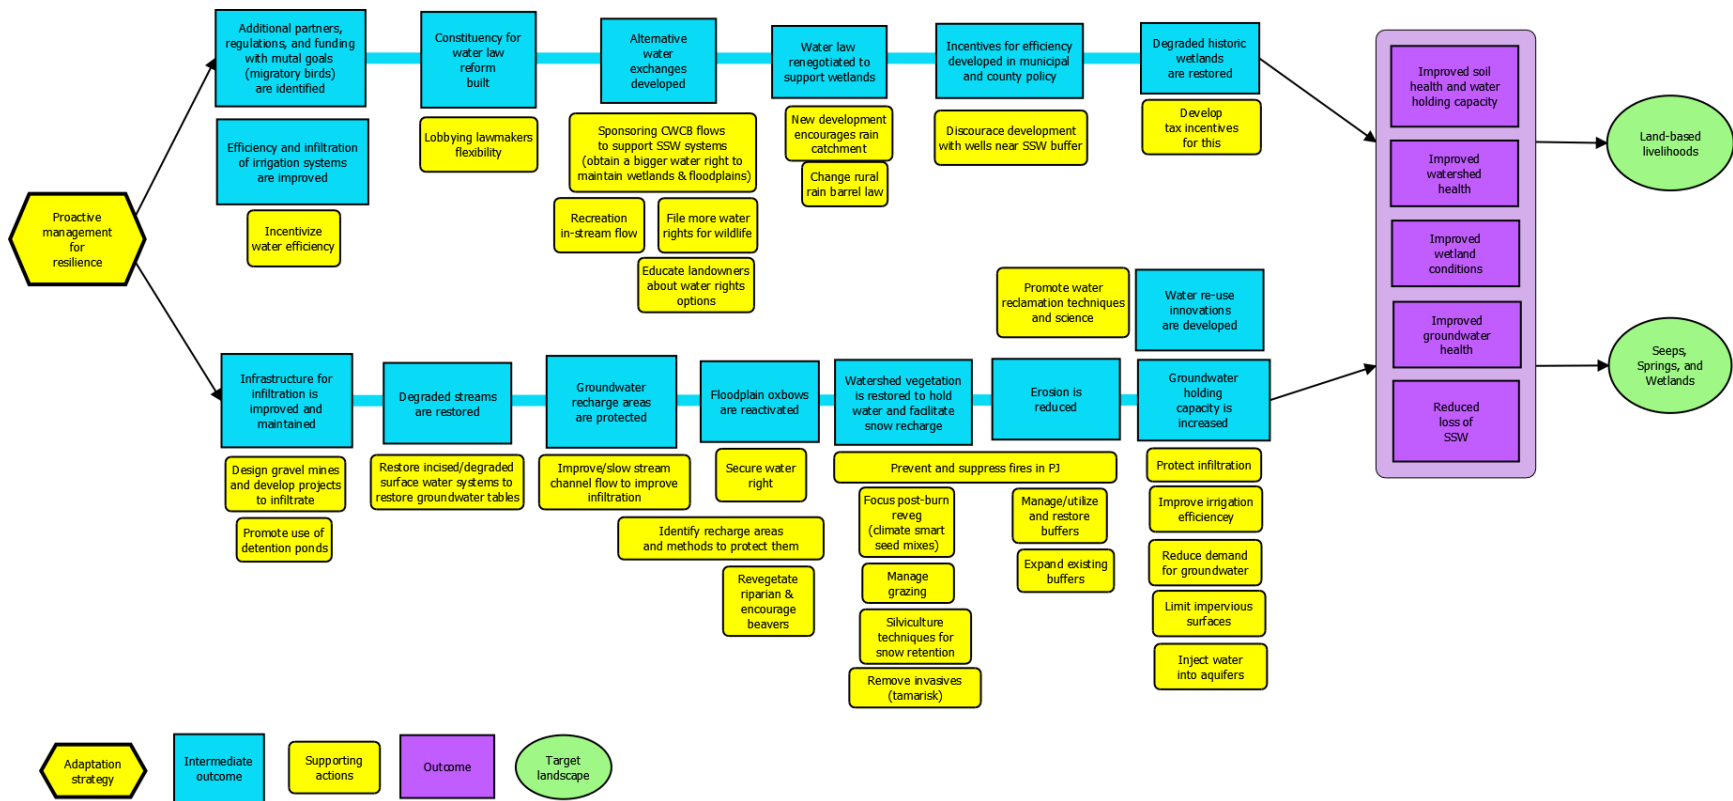 Additional partners,
regulations, and funding
with mutal goals
(migratory birds)
are identified
Constituency for
water law
reform
built
Alternative
water
exchanges
developed
Water law
renegotiated to
support wetlands
Incentives for efficiency
developed in municipal
and county policy
Degraded historic
wetlands
are restored
Efficiency and infiltration
of irrigation systems
are improved
Incentivize
water efficiency
Lobbying lawmakers
flexibility
Sponsoring CWCB flows
to support SSW systems
(obtain a bigger water right to
maintain wetlands & floodplains)
Recreation
in-stream flow
File more water
rights for wildlife
Educate landowners
about water rights
options
New development
encourages rain
catchment
Change rural
rain barrel law
Discourace development
with wells near SSW buffer
Develop
tax incentives
for this
Proactive
management
for
resilience
Promote water
reclamation techniques
and science
Water re-use
innovations
are developed
Infrastructure for
infiltration is
improved and
maintained
Degraded streams
are restored
Groundwater
recharge areas
are protected
Floodplain oxbows
are reactivated
Watershed vegetation
is restored to hold
water and facilitate
snow recharge
Erosion is
reduced
Groundwater
holding
capacity is
increased
Design gravel mines
and develop projects
to infiltrate
Promote use of
detention ponds
Restore incised/degraded
surface water systems to
restore groundwater tables
Improve/slow stream
channel flow to improve
infiltration
Secure water
right
Identify recharge areas
and methods to protect them
Revegetate
riparian &
encourage
beavers
Prevent and suppress fires in PJ
Focus post-burn
reveg
(climate smart
seed mixes)
Manage
grazing
Silviculture
techniques for
snow retention
Remove invasives
(tamarisk)
Manage/utilize
and restore
buffers
Expand existing
buffers
Protect infiltration
Improve irrigation
efficiencey
Reduce demand
for groundwater
Limit impervious
surfaces
Inject water
into aquifers
Improved soil
health and water
holding capacity
Improved
watershed
health
Improved
wetland
conditions
Improved
groundwater
health
Reduced
loss of
SSW
Land-based
livelihoods
Seeps,
Springs, and
Wetlands
Adaptation
strategy
Intermediate
outcome
Supporting
actions
Outcome
Target
landscape